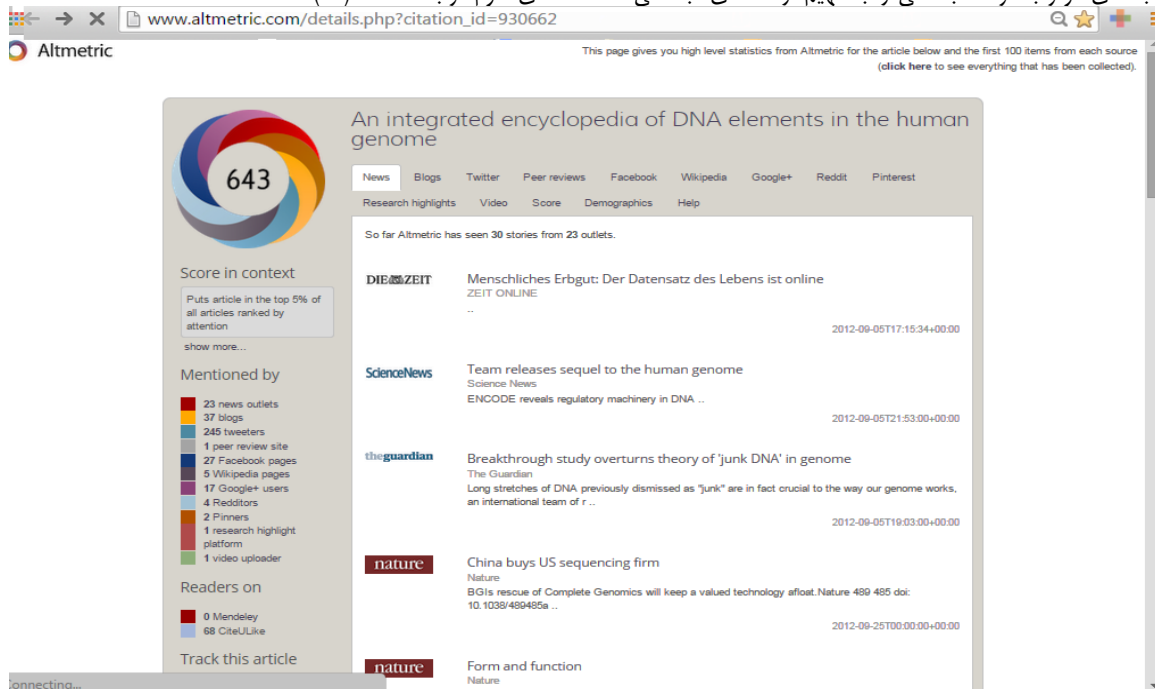 www.altmetric.com/details.php?citation_id=930662
Altmetric
This page gives you high level statistics from Altmetric for the article below and the first 100 items from each source
(click here to see everything that has been collected).
643
An integrated encyclopedia of DNA elements in the human
genome
News Blogs Twitter Peer reviews Facebook Wikipedia Google+ Reddit Pinterest
Research highlights Video Score Demographics Help
So far Altmetric has seen 30 stories from 23 outlets.
Score in context
Puts article in the top 5% of
all articles ranked by
attention
show more...
Mentioned by
23 news outlets
37 blogs
245 tweeters
1 peer review site
27 Facebook pages
5 Wikipedia pages
17 Google+ users
4 Redditors
2 Pinners
1 research highlight
platform
1 video uploader
Readers on
0 Mendeley
68 CiteULike
Track this article
DIE ZEIT
Menschliches Erbgut: Der Datensatz des Lebens ist online
ZEIT ONLINE
..
2012-09-05T17:15:34+00:00
ScienceNews
Team releases sequel to the human genome
Science News
ENCODE reveals regulatory machinery in DNA ..
2012-09-05T21:53:00+00:00
theguardian
Breakthrough study overturns theory of 'junk DNA' in genome
The Guardian
Long stretches of DNA previously dismissed as "junk" are in fact crucial to the way our genome works,
an international team of r ..
2012-09-05T19:03:00+00:00
nature
China buys US sequencing firm
Nature
BGIs rescue of Complete Genomics will keep a valued technology afloat.Nature 489 485 doi:
10.1038/489485a ..
2012-09-25T00:00:00+00:00
nature
Form and function
Nature
Connecting...